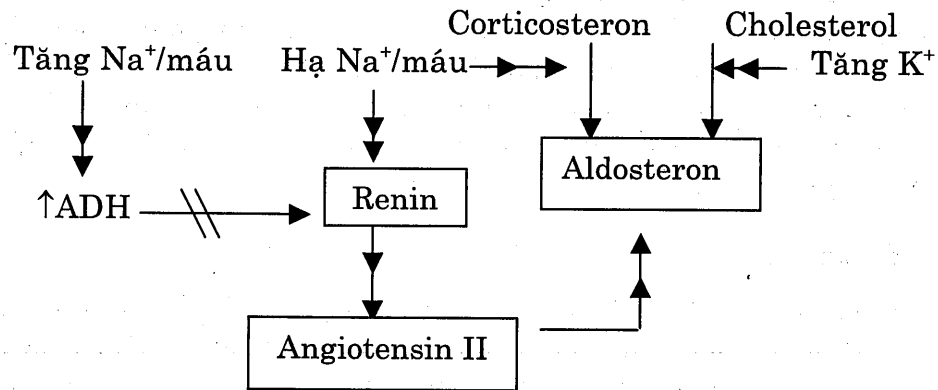 Corticosteron
Cholesterol
Tăng Na⁺/máu
Hạ Na⁺/máu
Tăng K⁺
Aldosteron
↑ADH
Renin
Angiotensin II